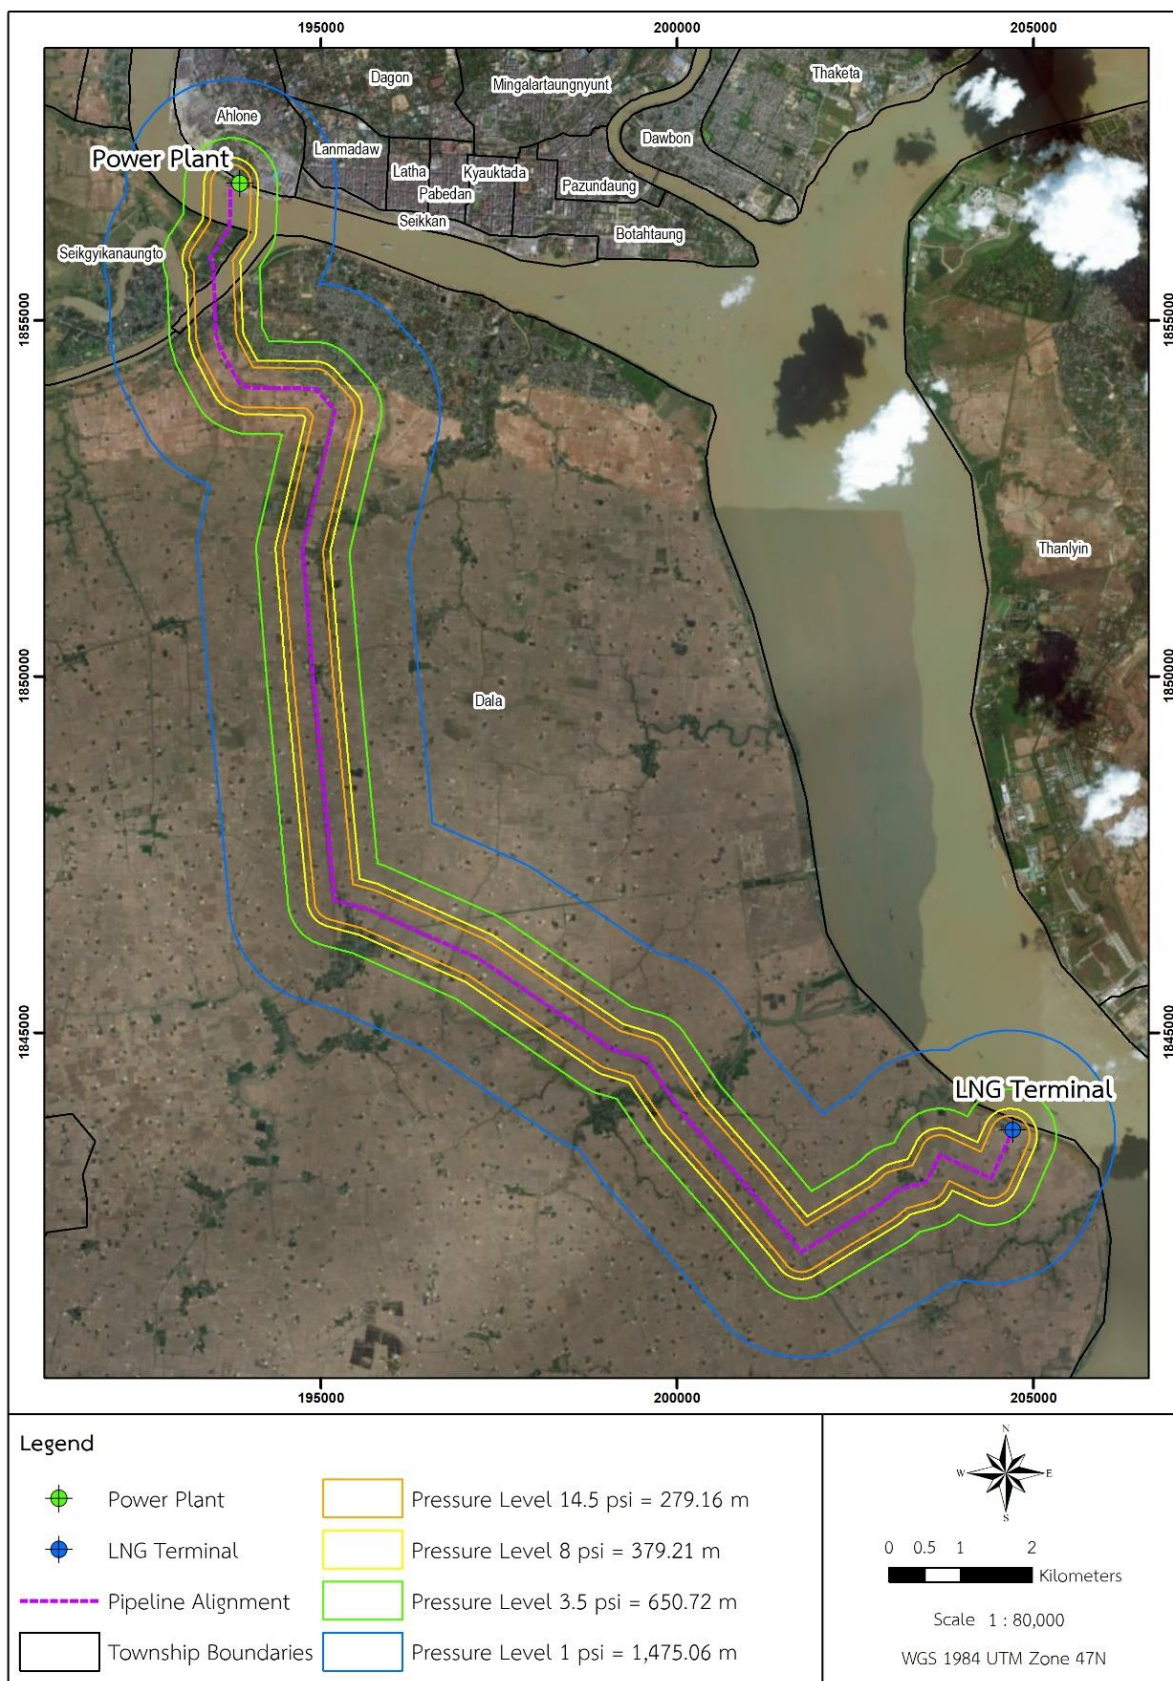 195000 200000 205000
Dagon
Mingalartaungnyunt
Thaketa
Ahlone
Lanmadaw
Dawbon
Power Plant
Latha
Kyauktada
Pabedan
Pazundaung
Seikkan
Botahtaung
Seikgyikanaungto
1855000
1855000
Thanlyin
1850000
1850000
Dala
1845000
1845000
LNG Terminal
195000 200000 205000
Legend
Power Plant
LNG Terminal
Pipeline Alignment
Township Boundaries
Pressure Level 14.5 psi = 279.16 m
Pressure Level 8 psi = 379.21 m
Pressure Level 3.5 psi = 650.72 m
Pressure Level 1 psi = 1,475.06 m
N
W E
S
0 0.5 1 2
Kilometers
Scale 1 : 80,000
WGS 1984 UTM Zone 47N